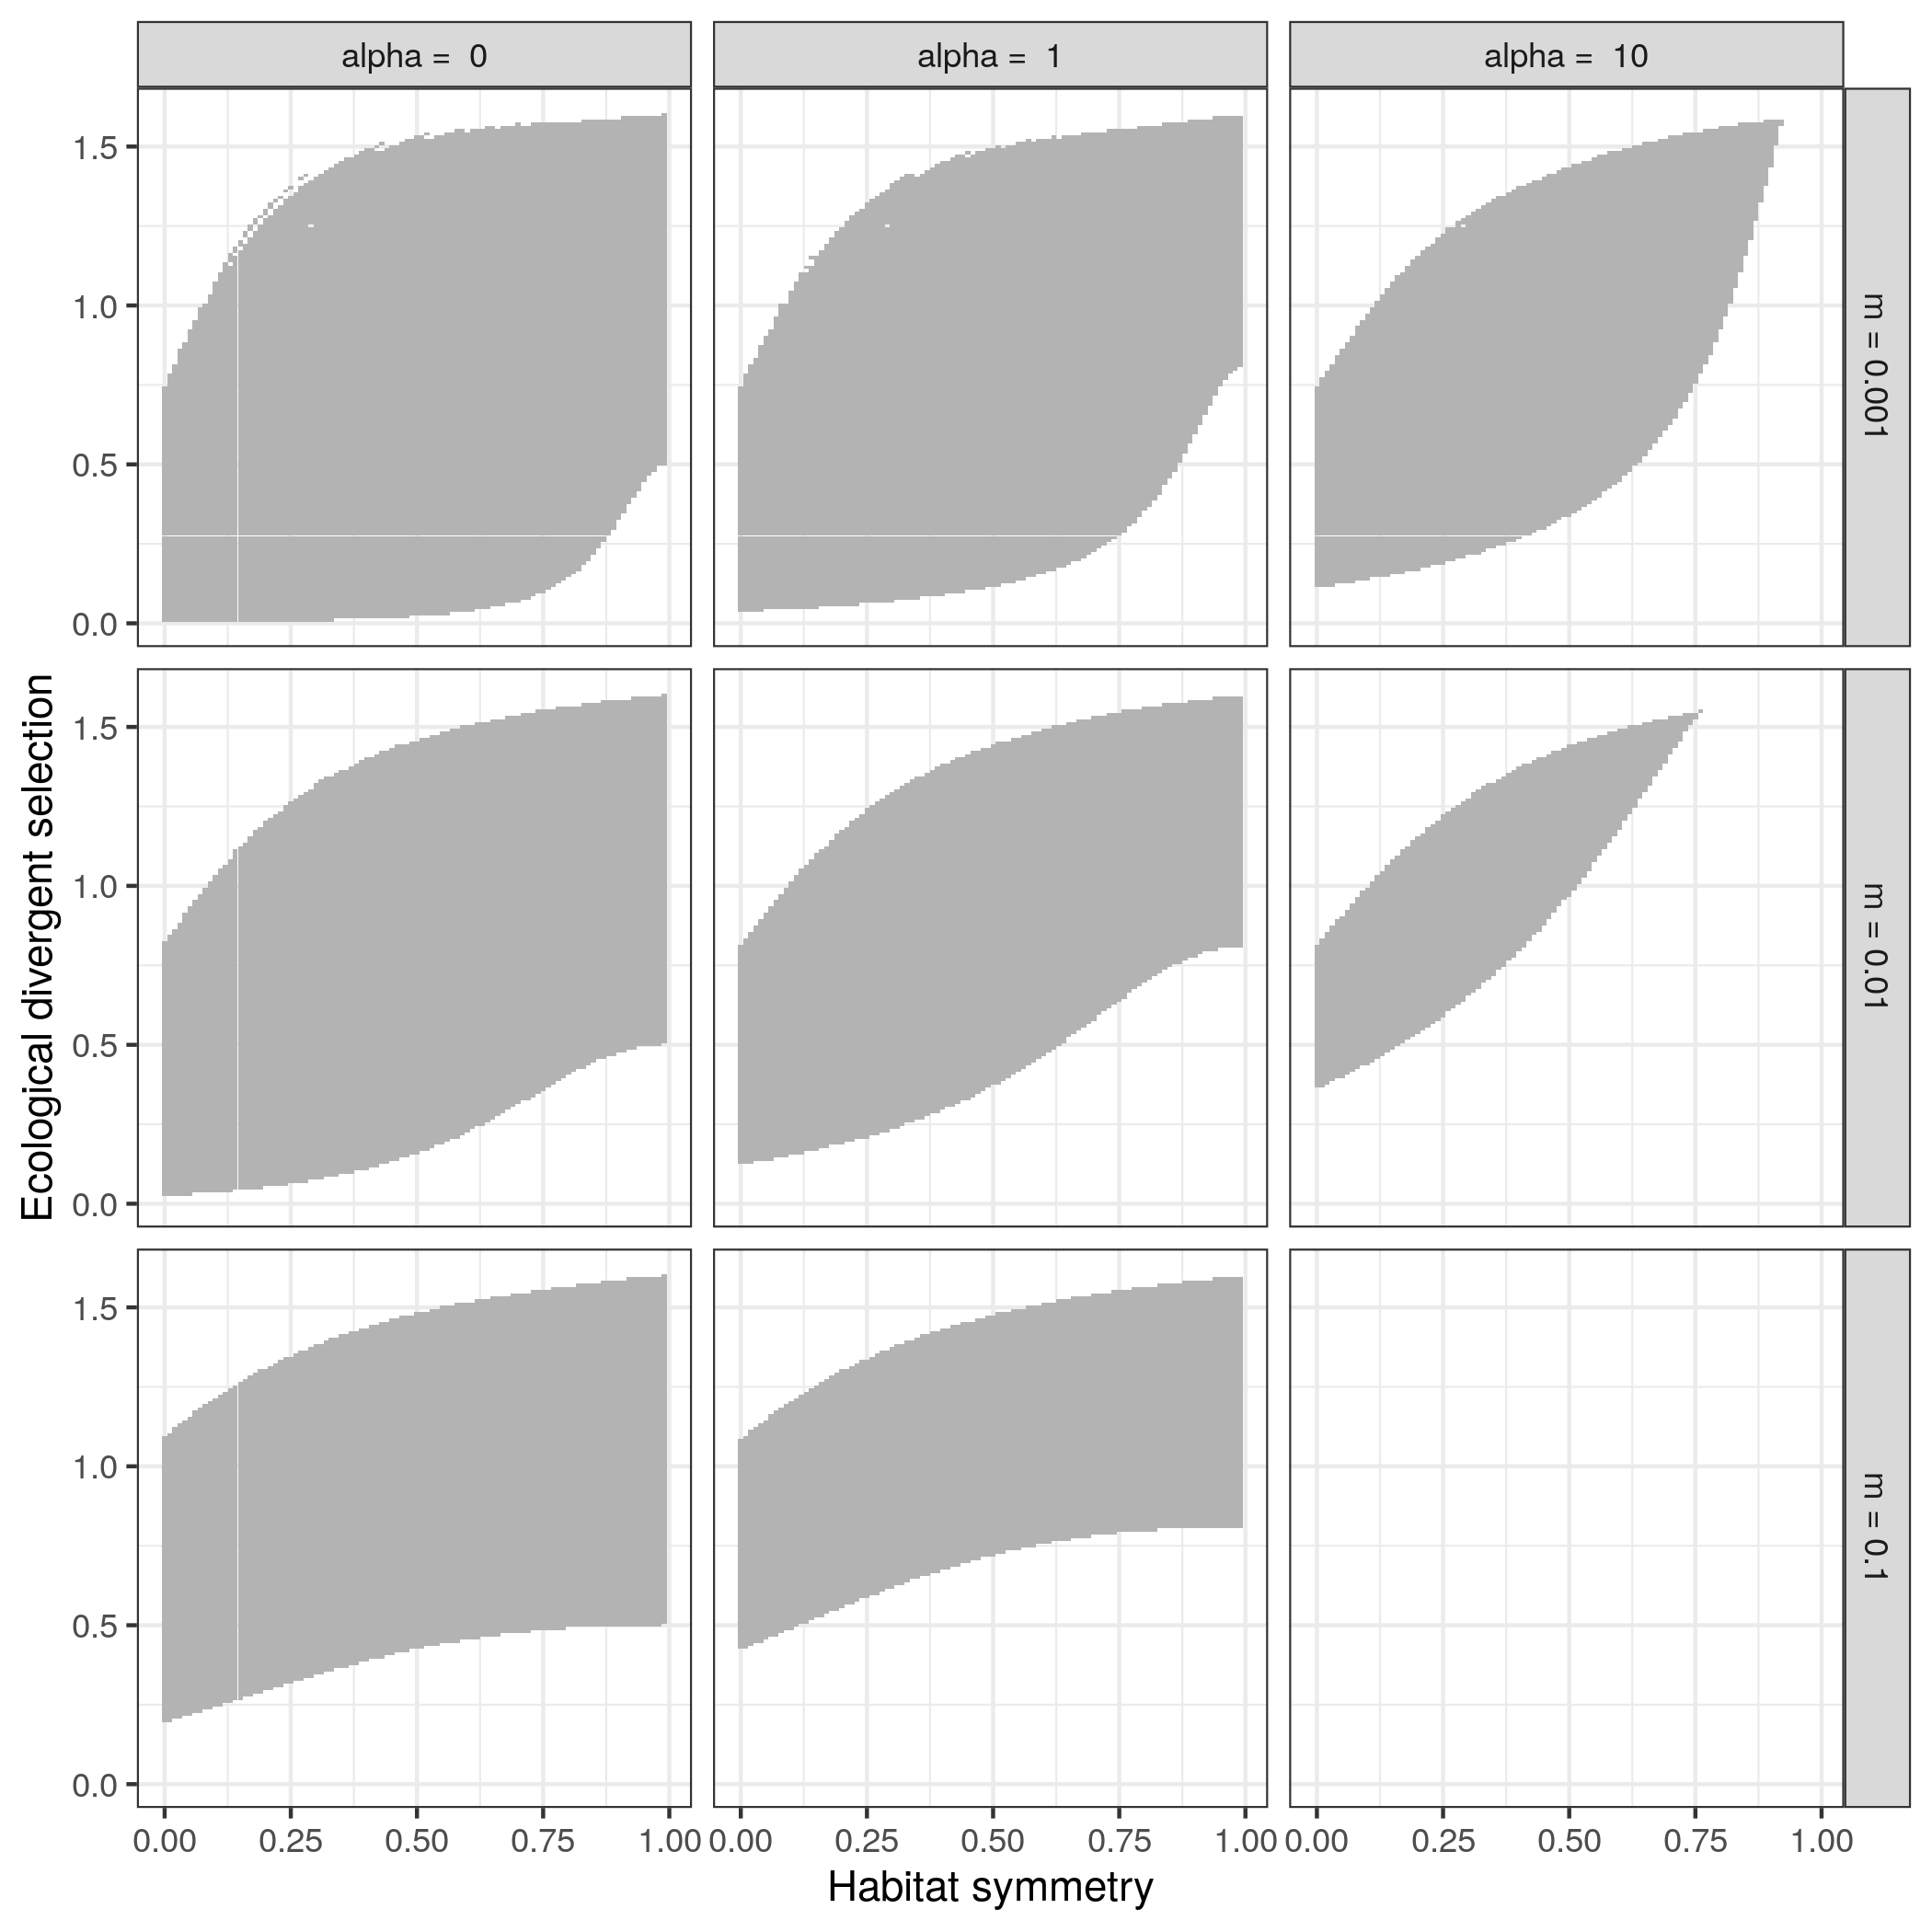 alpha =  0
alpha =  1
alpha =  10
1.5
1.0
0.5
0.0
m = 0.001
Ecological divergent selection
1.5
1.0
0.5
0.0
m = 0.01
1.5
1.0
0.5
0.0
m = 0.1
0.00 0.25 0.50 0.75 1.00 0.00 0.25 0.50 0.75 1.00 0.00 0.25 0.50 0.75 1.00
Habitat symmetry